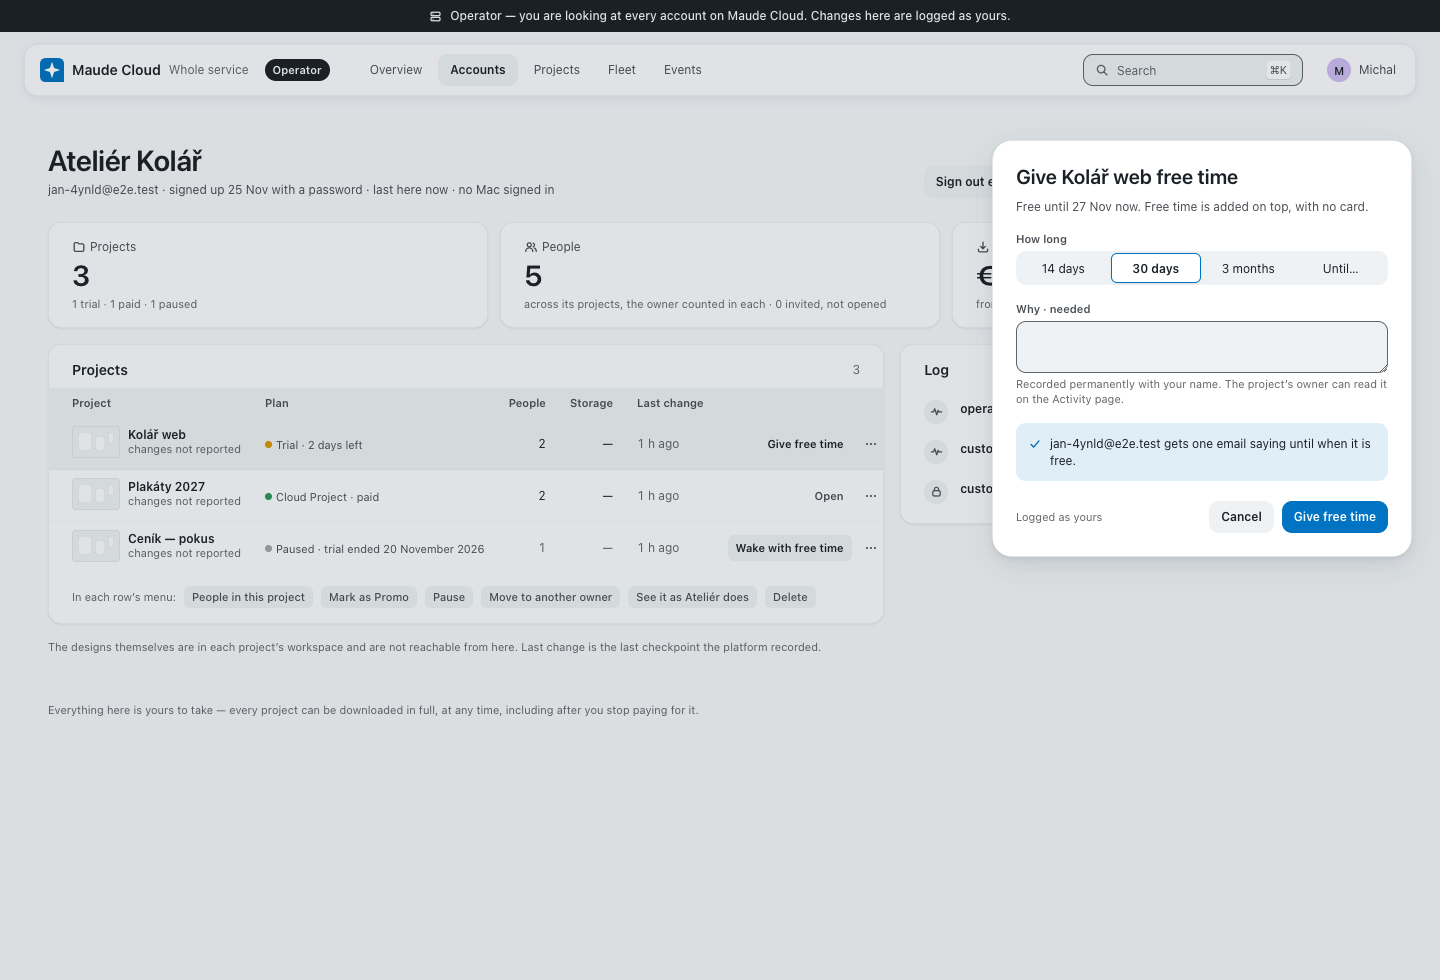 Operator — you are looking at every account on Maude Cloud. Changes here are logged as yours.
Maude Cloud Whole service Operator Overview Accounts Projects Fleet Events Search ⌘K M Michal
Ateliér Kolář
jan-4ynld@e2e.test · signed up 25 Nov with a password · last here now · no Mac signed in
Sign out
Projects
3
1 trial · 1 paid · 1 paused
People
5
across its projects, the owner counted in each · 0 invited, not opened
Projects 3
Project Plan People Storage Last change
Kolář web
changes not reported
Trial · 2 days left 2 — 1 h ago Give free time ···
Plakáty 2027
changes not reported
Cloud Project · paid 2 — 1 h ago Open ···
Ceník — pokus
changes not reported
Paused · trial ended 20 November 2026 1 — 1 h ago Wake with free time ···
In each row's menu: People in this project Mark as Promo Pause Move to another owner See it as Ateliér does Delete
The designs themselves are in each project's workspace and are not reachable from here. Last change is the last checkpoint the platform recorded.
Everything here is yours to take — every project can be downloaded in full, at any time, including after you stop paying for it.
Log
Give Kolář web free time
Free until 27 Nov now. Free time is added on top, with no card.
How long
14 days 30 days 3 months Until…
Why · needed
Recorded permanently with your name. The project's owner can read it
on the Activity page.
jan-4ynld@e2e.test gets one email saying until when it is
free.
Logged as yours Cancel Give free time